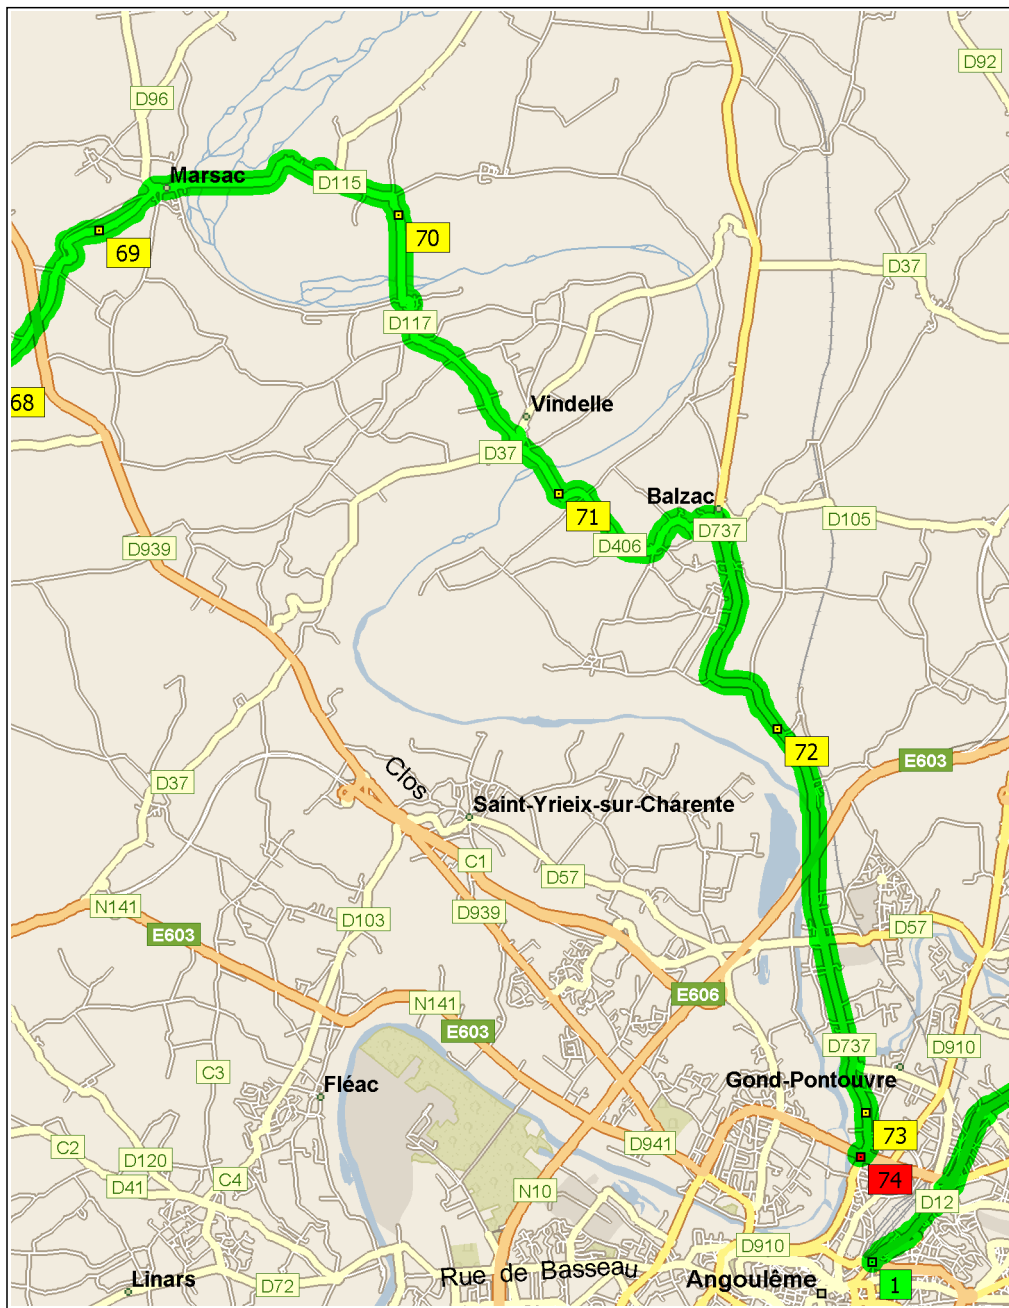 D92
D96
Marsac
D115
70
69
D37
D117
68
Vindelle
D37
Balzac
71
D105
D737
D406
D939
72
E603
Clos
D37
Saint-Yrieix-sur-Charente
C1
D57
N141
D939
D103
D57
E603
E606
N141
E603
D737
D910
C3
Gond-Pontouvre
Fléac
73
C2
D941
D120
C4
74
D41
N10
D12
D910
Rue de Basseau
Linars
D72
Angoulême
1